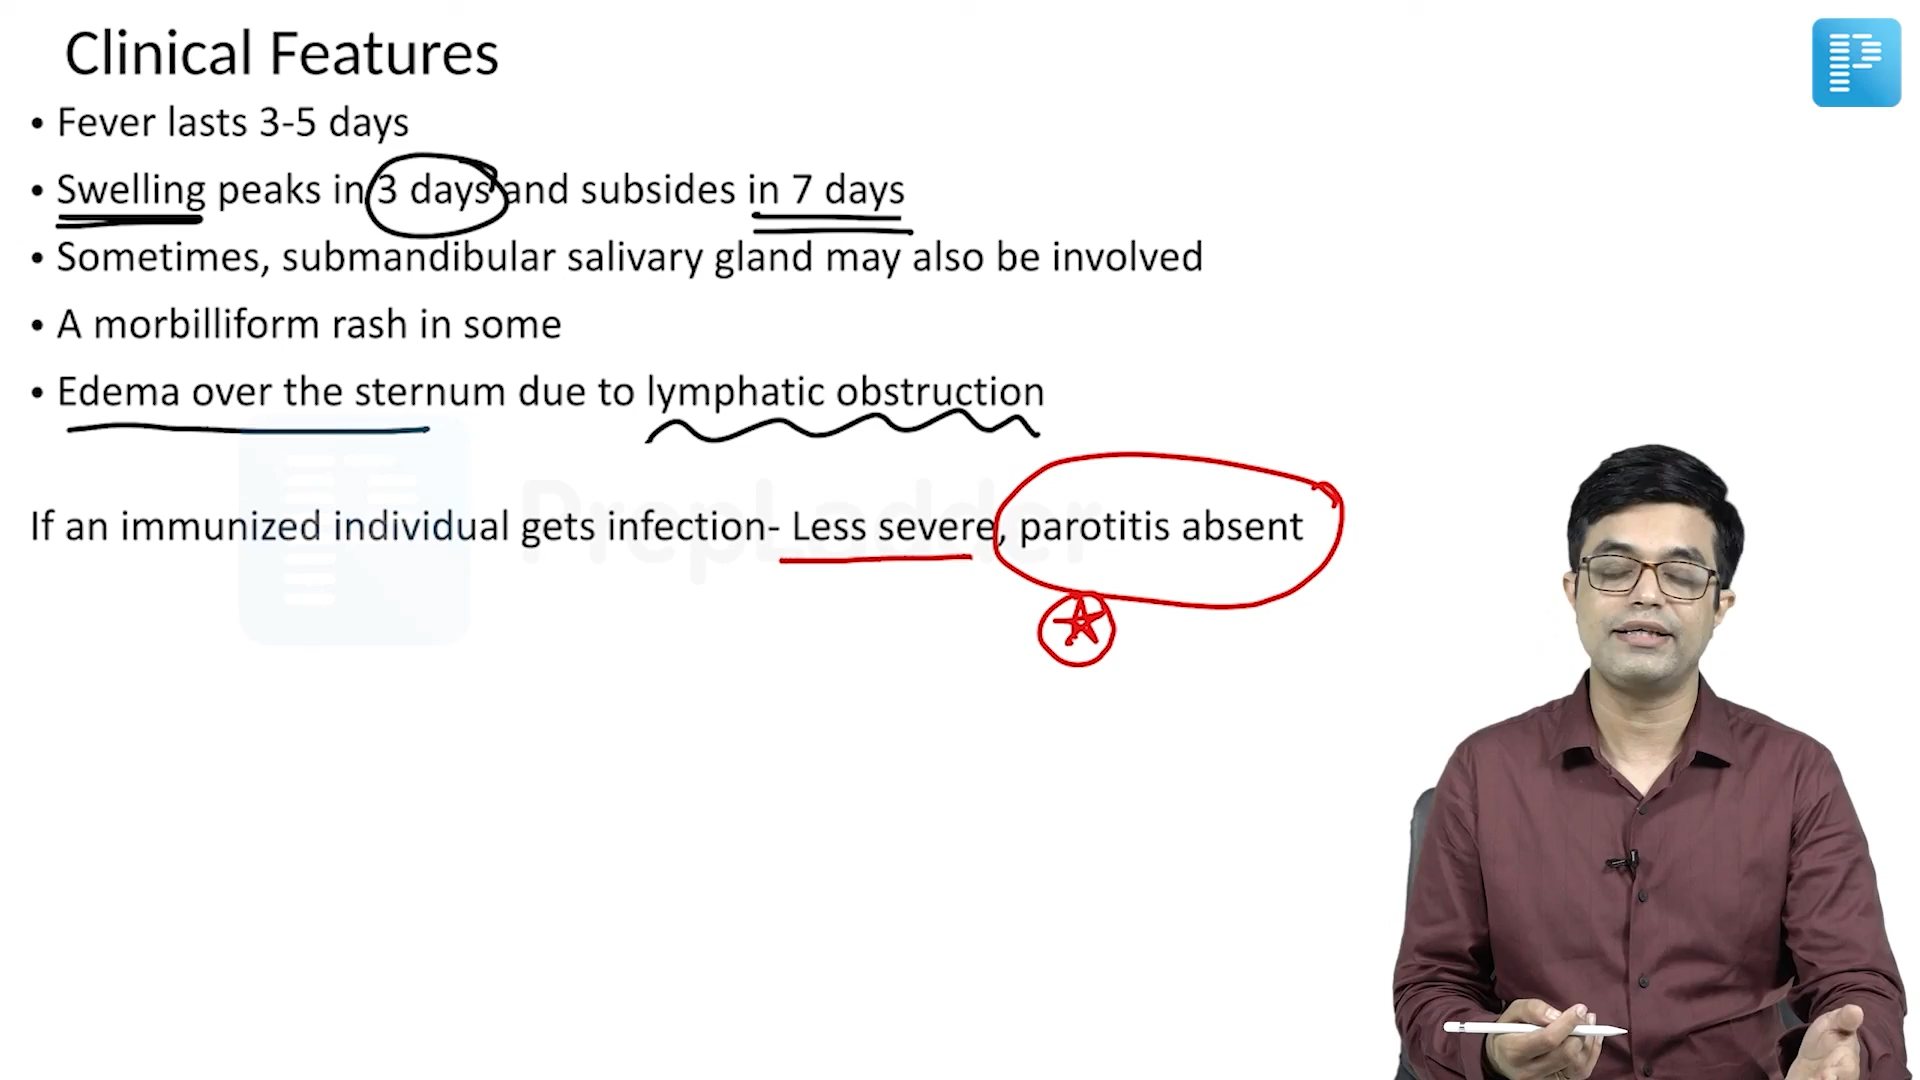 Clinical Features
• Fever lasts 3-5 days
• Swelling peaks in 3 days and subsides in 7 days
• Sometimes, submandibular salivary gland may also be involved
• A morbilliform rash in some
• Edema over the sternum due to lymphatic obstruction
If an immunized individual gets infection- Less severe, parotitis absent
PrepLadder